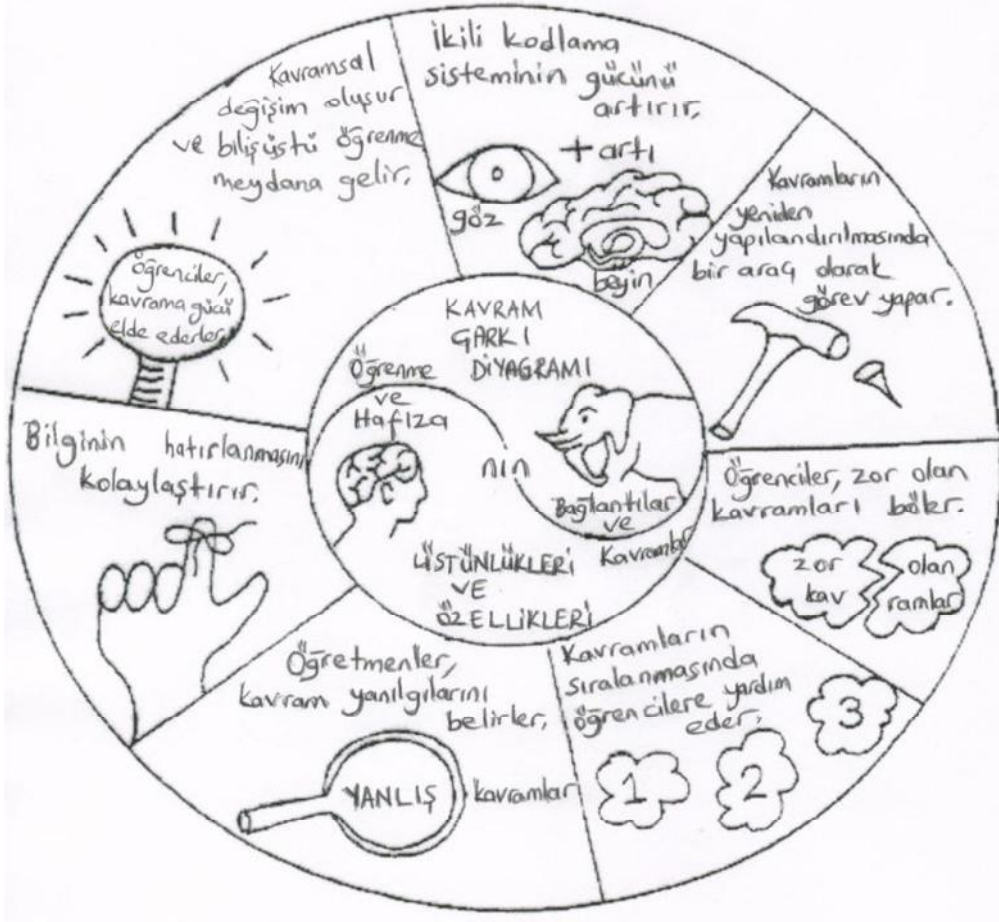 KAVRAM
ÇARKI
DİYAGRAMI
Öğrenme
ve
Hafıza
nın
Bağlantılar
ve
Kavramlar
ÜSTÜNLÜKLERİ
VE
ÖZELLİKLERİ
İkili kodlama
sisteminin gücünü
artırır.
+ artı
göz
beyin
Kavramların
yeniden
yapılandırılmasında
bir araç olarak
görev yapar.
Öğrenciler, zor olan
kavramları böler.
zor olan
kav ramlar
Kavramların
sıralanmasında
öğrencilere yardım
eder.
1 2 3
Öğretmenler,
kavram yanılgılarını
belirler.
YANLIŞ kavramlar
Bilginin hatırlanmasını
kolaylaştırır.
Kavramsal
değişim oluşur
ve bilişüstü öğrenme
meydana gelir.
Öğrenciler,
kavrama gücü
elde ederler.